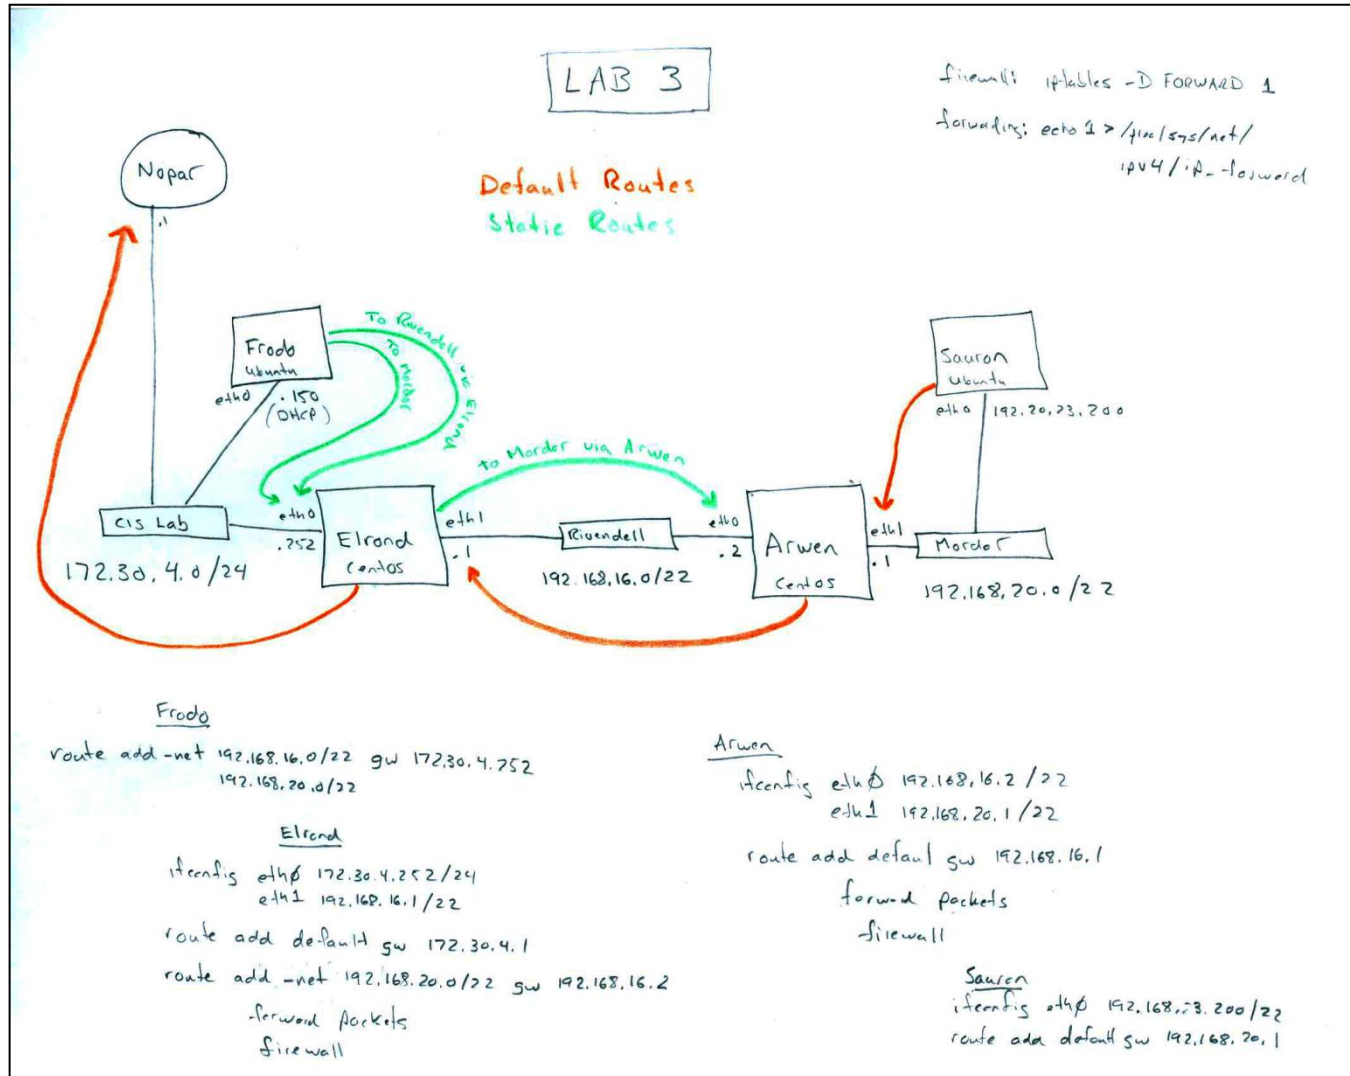 LAB 3
firewall: iptables -D FORWARD 1
forwarding: echo 1 > /proc/sys/net/
ipv4/ip_forward
Default Routes
Static Routes
Nopar
.1
Frodo
Ubuntu
eth0
.150
(DHCP)
To Rivendell via Elrond
To Mordor
Sauron
Ubuntu
eth0
192.20.23.200
to Mordor via Arwen
CIS Lab
172.30.4.0/24
eth0
.252
Elrond
CentOS
eth1
.1
Rivendell
192.168.16.0/22
eth0
.2
Arwen
CentOS
eth1
.1
Mordor
192.168.20.0/22
Frodo
route add -net 192.168.16.0/22 gw 172.30.4.252
192.168.20.0/22
Elrond
ifconfig eth0 172.30.4.252/24
eth1 192.168.16.1/22
route add default gw 172.30.4.1
route add -net 192.168.20.0/22 gw 192.168.16.2
forward packets
firewall
Arwen
ifconfig eth0 192.168.16.2 /22
eth1 192.168.20.1 /22
route add defaul gw 192.168.16.1
forward packets
firewall
Sauron
ifconfig eth0 192.168.23.200/22
route add default gw 192.168.20.1